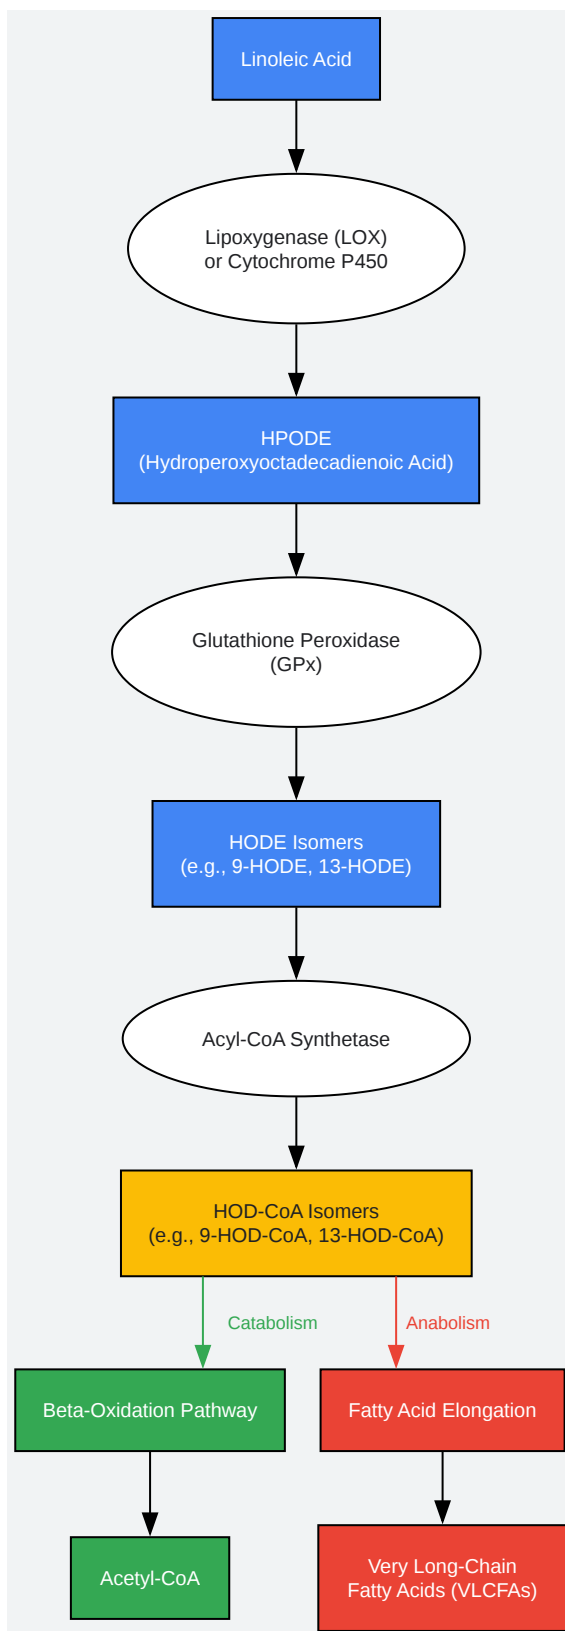 Linoleic Acid
Lipoxygenase (LOX)
or Cytochrome P450
HPODE
(Hydroperoxyoctadecadienoic Acid)
Glutathione Peroxidase
(GPx)
HODE Isomers
(e.g., 9-HODE, 13-HODE)
Acyl-CoA Synthetase
HOD-CoA Isomers
(e.g., 9-HOD-CoA, 13-HOD-CoA)
Catabolism
Anabolism
Beta-Oxidation Pathway
Fatty Acid Elongation
Acetyl-CoA
Very Long-Chain
Fatty Acids (VLCFAs)